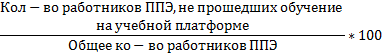 Кол − во работников ППЭ, не прошедших обучение
на учебной платформе
Общее ко − во работников ППЭ
∗ 100